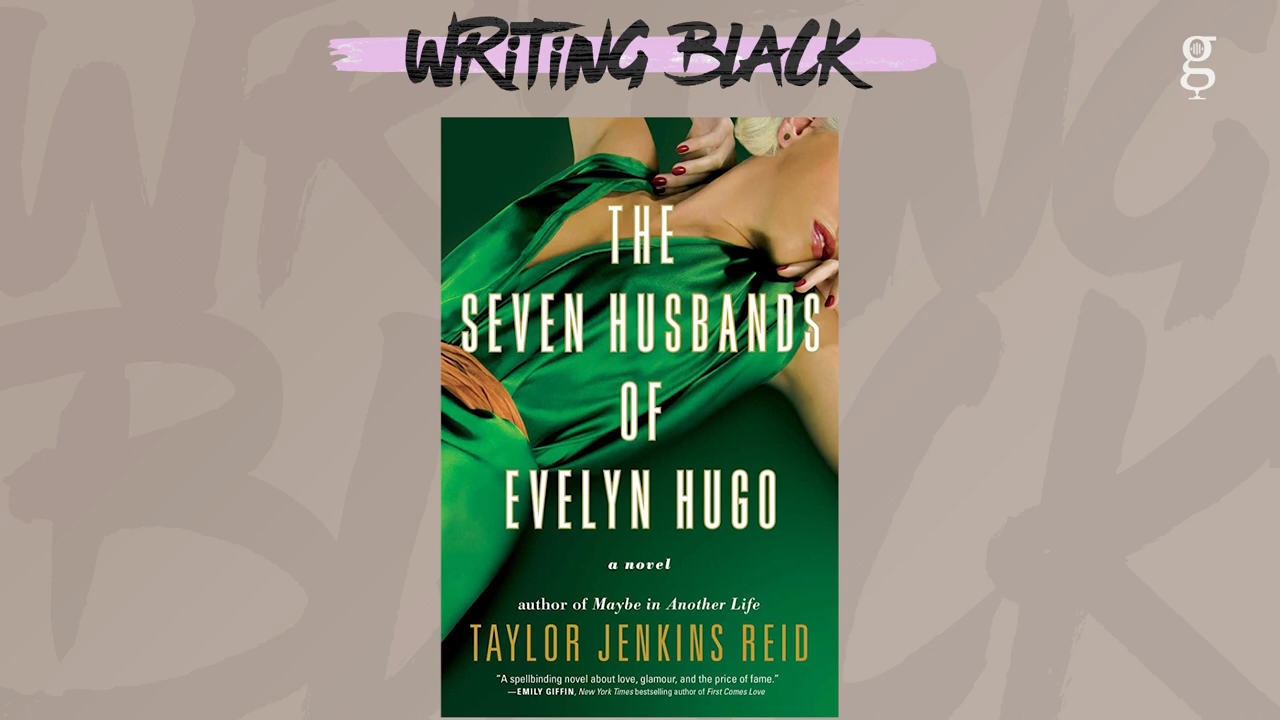 WRiTiNG BLACK
g
THE
SEVEN HUSBANDS
OF
EVELYN HUGO
a novel
author of Maybe in Another Life
TAYLOR JENKINS REID
“A spellbinding novel about love, glamour, and the price of fame.”
—EMILY GIFFIN, New York Times bestselling author of First Comes Love